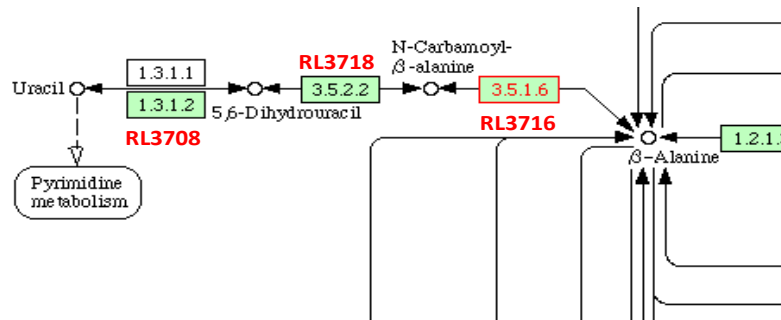 N-Carbamoyl-
β-alanine
RL3718
1.3.1.1
Uracil
3.5.2.2
3.5.1.6
1.3.1.2
5,6-Dihydrouracil
RL3708
RL3716
β-Alanine
Pyrimidine
metabolism